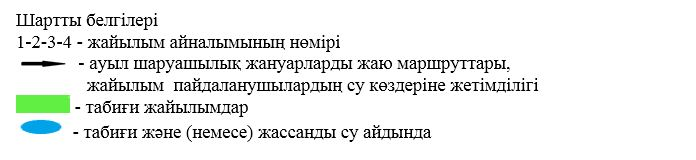 Шартты белгілері
1-2-3-4 - жайылым айналымының нөмірі
- ауыл шаруашылық жануарларды жаю маршруттары,
жайылым пайдаланушылардың су көздеріне жетімділігі
- табиғи жайылымдар
- табиғи және (немесе) жассанды су айдында